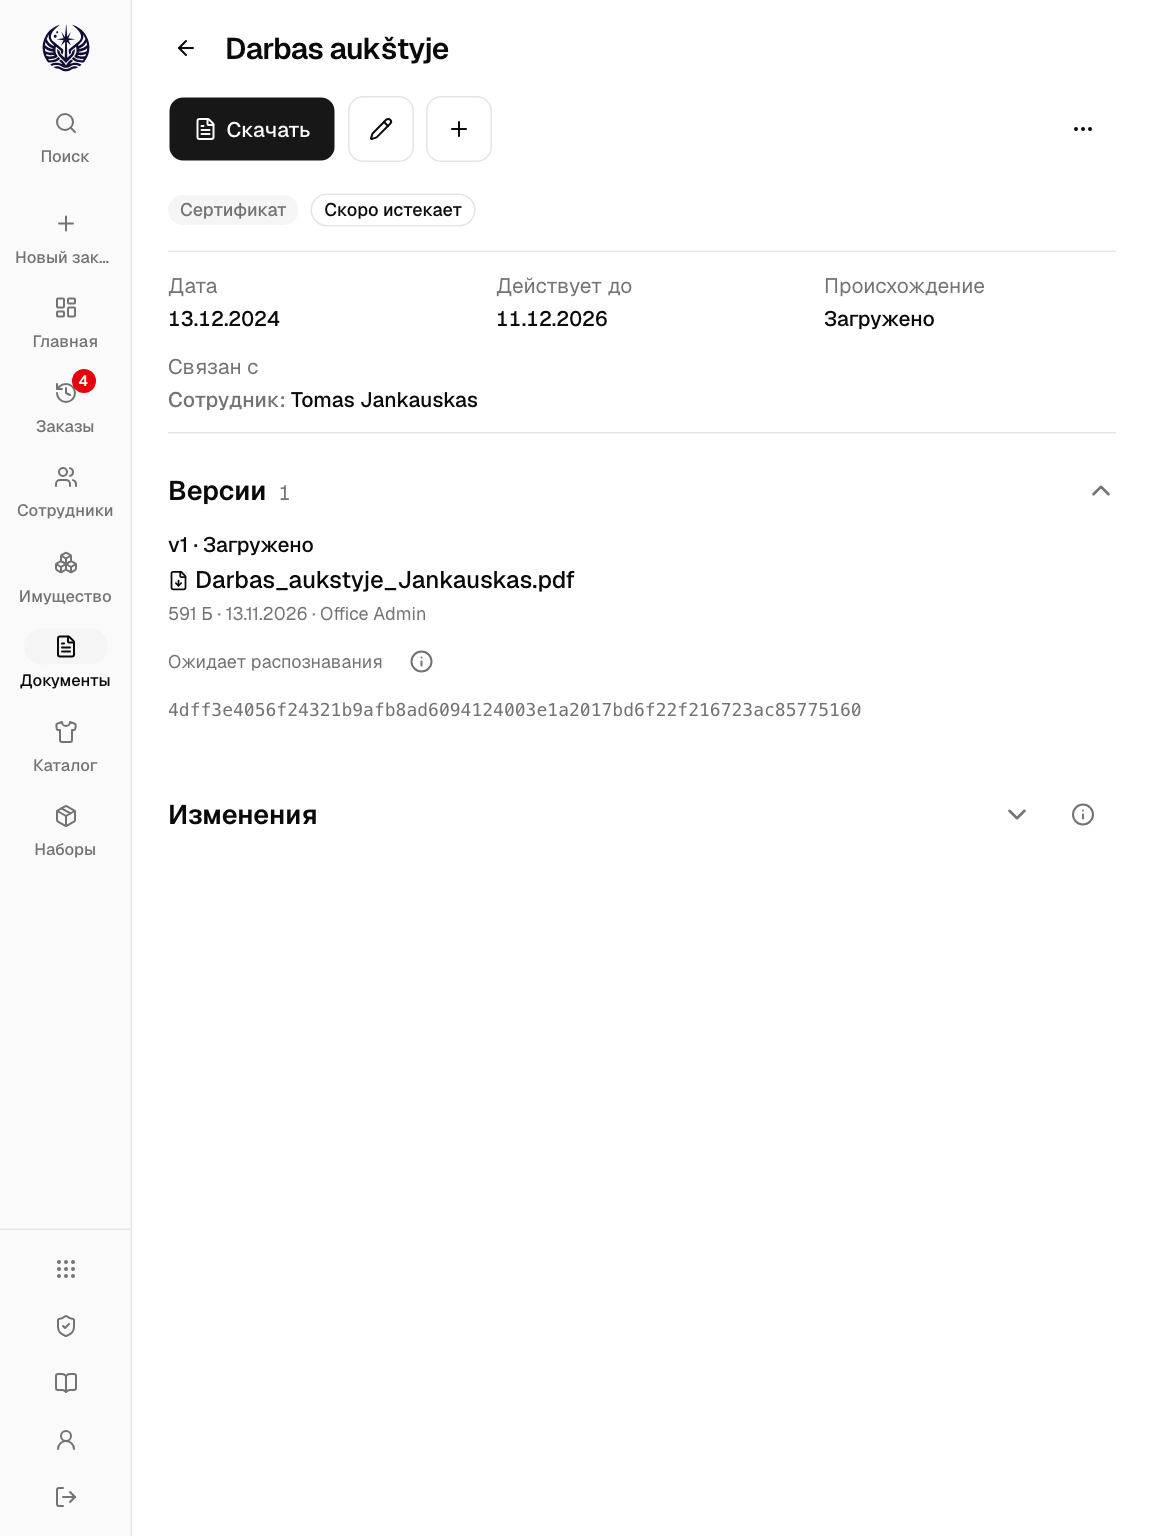 Darbas aukštyje
Скачать
Сертификат
Скоро истекает
Дата
13.12.2024
Действует до
11.12.2026
Происхождение
Загружено
Связан с
Сотрудник: Tomas Jankauskas
Версии 1
v1 · Загружено
Darbas_aukstyje_Jankauskas.pdf
591 Б · 13.11.2026 · Office Admin
Ожидает распознавания
4dff3e4056f24321b9afb8ad6094124003e1a2017bd6f22f216723ac85775160
Изменения
Поиск
Новый зак...
Главная
4
Заказы
Сотрудники
Имущество
Документы
Каталог
Наборы